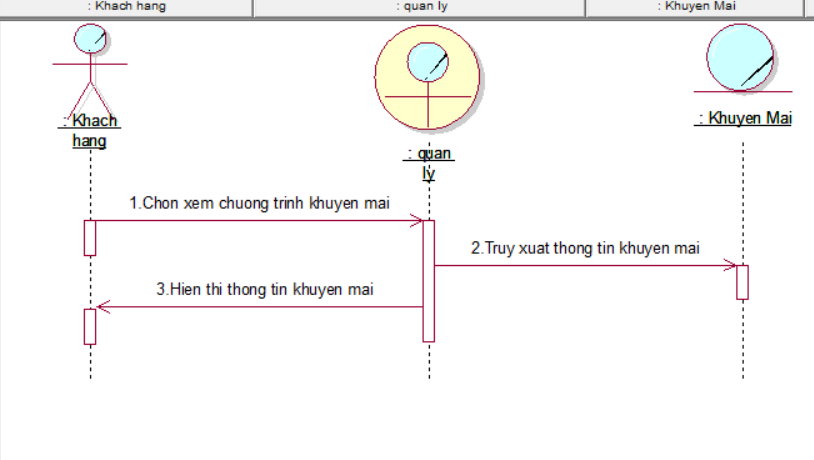 : Khach hang
: quan ly
: Khuyen Mai
: Khach
hang
: quan
ly
: Khuyen Mai
1.Chon xem chuong trinh khuyen mai
2.Truy xuat thong tin khuyen mai
3.Hien thi thong tin khuyen mai